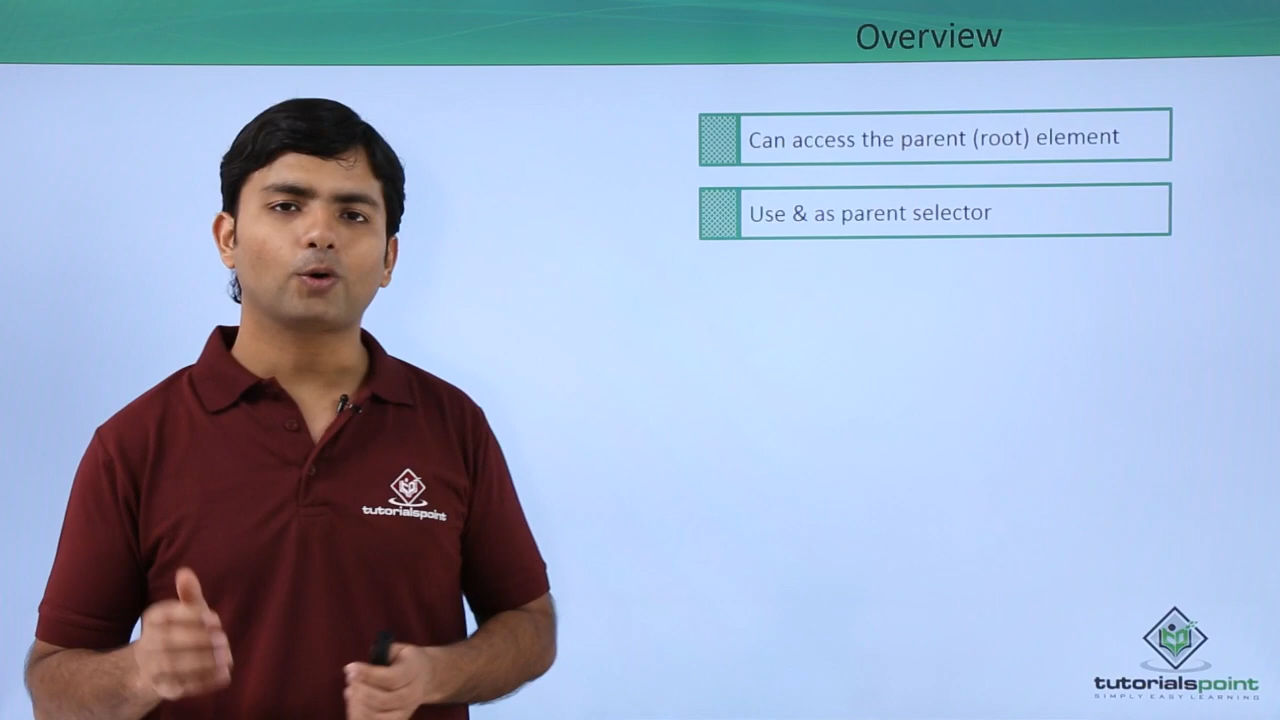 Overview
Can access the parent (root) element
Use & as parent selector
tutorialspoint
tutorialspoint
SIMPLY EASY LEARNING